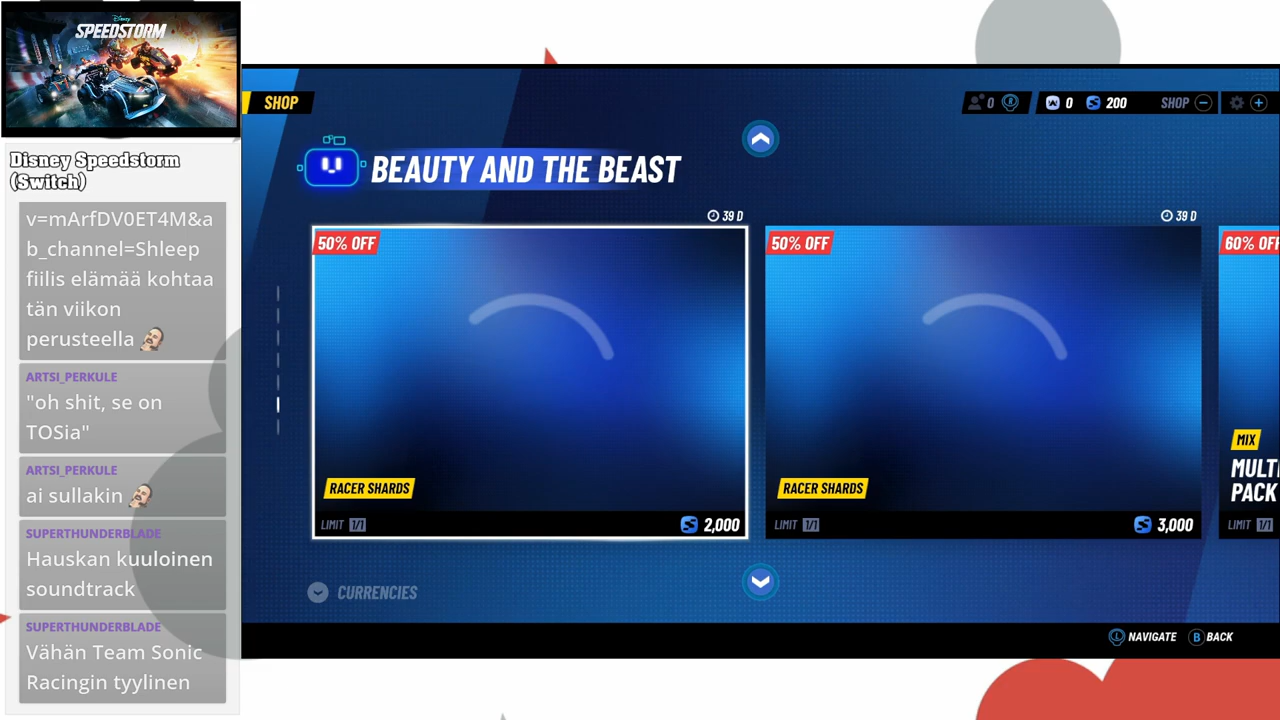 Disney
SPEEDSTORM
Disney Speedstorm
(Switch)
v=mArfDV0ET4M&a
b_channel=Shleep
fiilis elämää kohtaa
tän viikon
perusteella
ARTSI_PERKULE
"oh shit, se on
TOSia"
ARTSI_PERKULE
ai sullakin
SUPERTHUNDERBLADE
Hauskan kuuloinen
soundtrack
SUPERTHUNDERBLADE
Vähän Team Sonic
Racingin tyylinen
SHOP
0 R
0
200
SHOP
BEAUTY AND THE BEAST
39 D
50% OFF
RACER SHARDS
LIMIT 1/1
2,000
39 D
50% OFF
RACER SHARDS
LIMIT 1/1
3,000
60% OFF
MIX
MULTI
PACK
LIMIT 1/1
CURRENCIES
L NAVIGATE B BACK